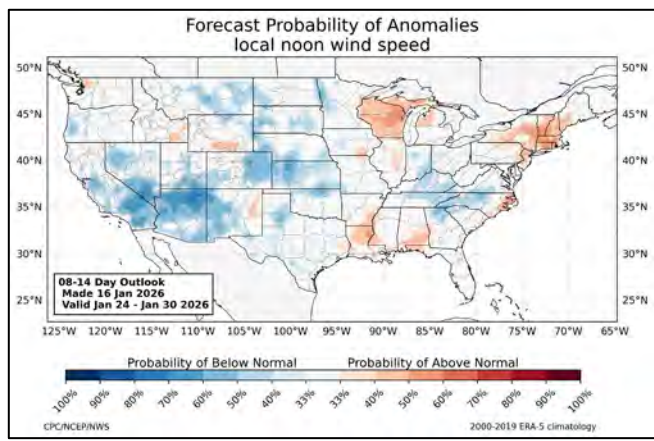 Forecast Probability of Anomalies
local noon wind speed
50°N 50°N
45°N 45°N
40°N 40°N
35°N 35°N
30°N 30°N
25°N 25°N
08-14 Day Outlook
Made 16 Jan 2026
Valid Jan 24 - Jan 30 2026
125°W 120°W 115°W 110°W 105°W 100°W 95°W 90°W 85°W 80°W 75°W 70°W 65°W
Probability of Below Normal Probability of Above Normal
100% 90% 80% 70% 60% 50% 40% 33% 33% 40% 50% 60% 70% 80% 90% 100%
CPC/NCEP/NWS 2000-2019 ERA-5 climatology